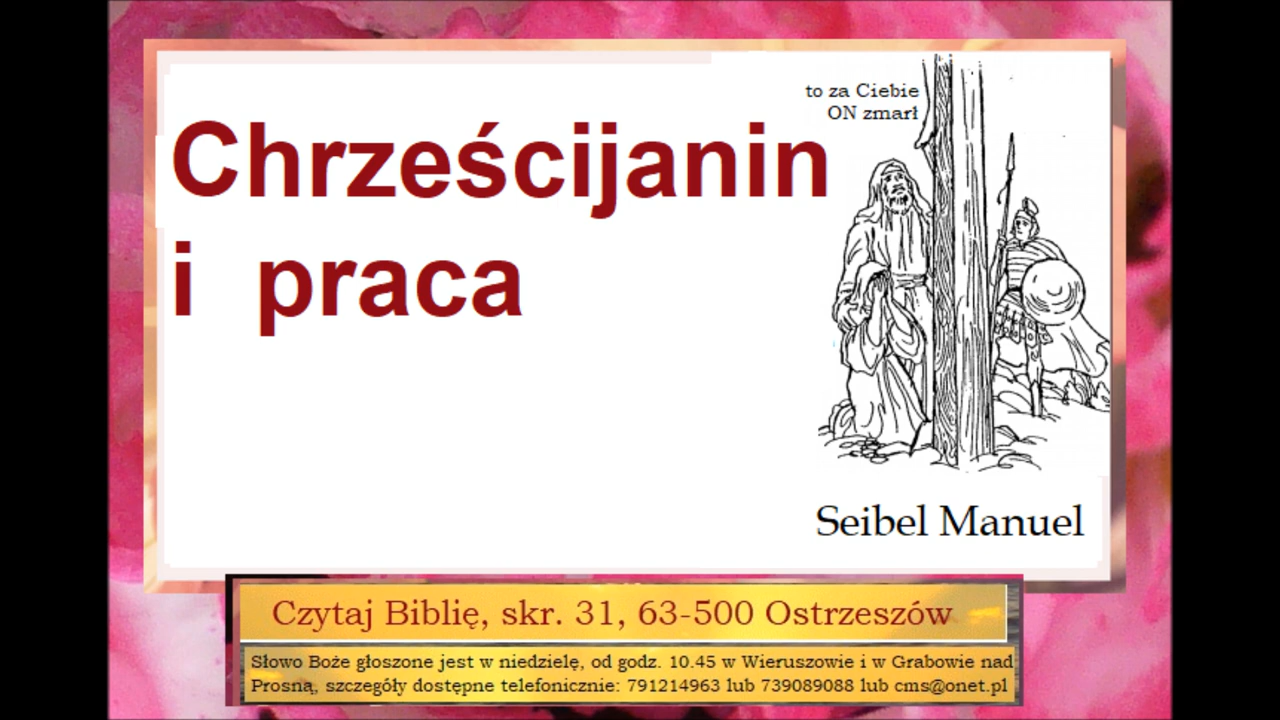 to za Ciebie
ON zmarł
Chrześcijanin
i praca
Seibel Manuel
Czytaj Biblię, skr. 31, 63-500 Ostrzeszów
Słowo Boże głoszone jest w niedzielę, od godz. 10.45 w Wieruszowie i w Grabowie nad
Prosną, szczegóły dostępne telefonicznie: 791214963 lub 739089088 lub cms@onet.pl